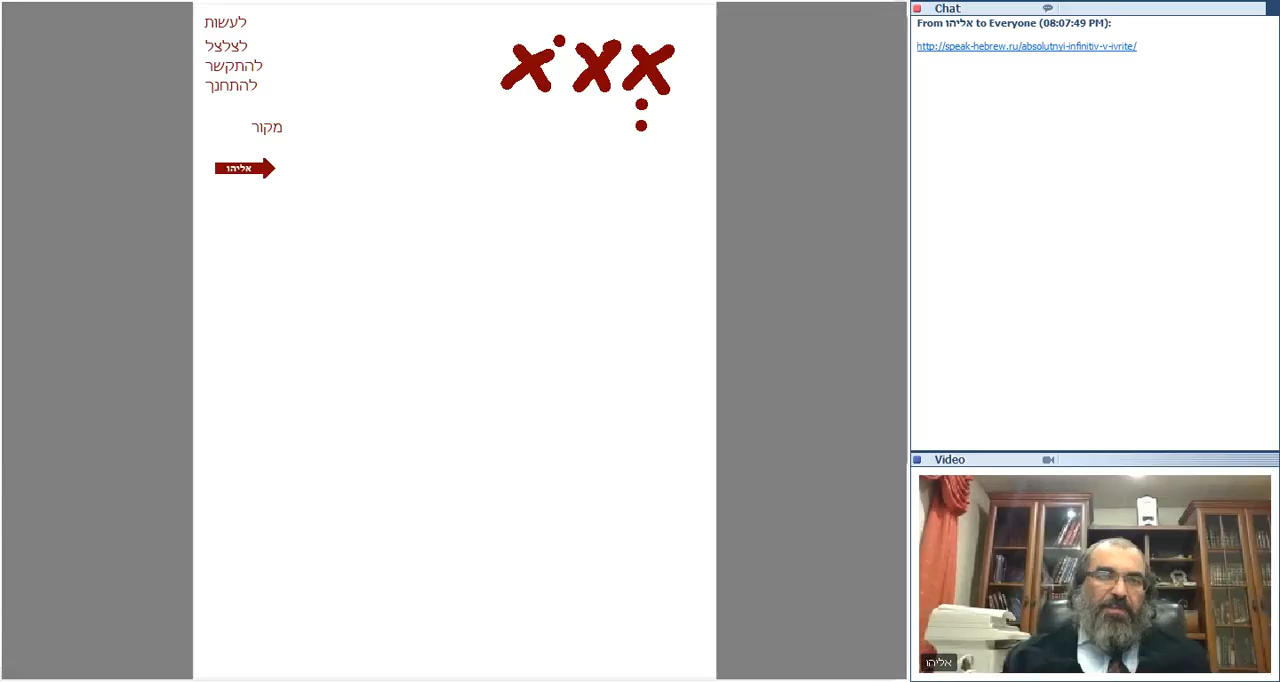 לעשות
לצלצל
להתקשר
להתחנך
מקור
אליהו
Chat
From אליהו to Everyone (08:07:49 PM):
http://speak-hebrew.ru/absolutnyi-infinitiv-v-ivrite/
Video
אליהו